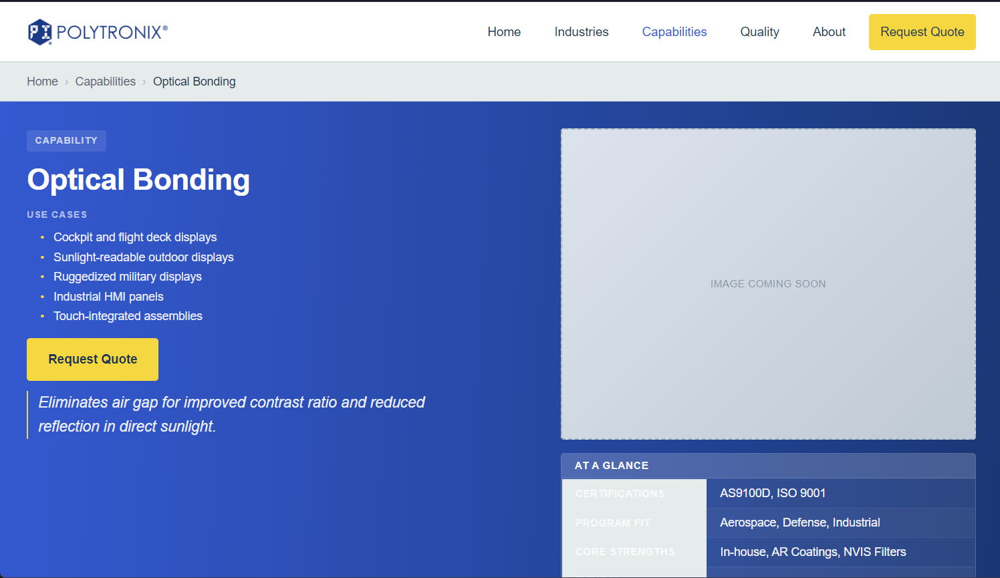 PI POLYTRONIX®
Home Industries Capabilities Quality About Request Quote
Home › Capabilities › Optical Bonding
CAPABILITY
Optical Bonding
USE CASES
• Cockpit and flight deck displays
• Sunlight-readable outdoor displays
• Ruggedized military displays
• Industrial HMI panels
• Touch-integrated assemblies
Request Quote
Eliminates air gap for improved contrast ratio and reduced
reflection in direct sunlight.
IMAGE COMING SOON
AT A GLANCE
CERTIFICATIONS AS9100D, ISO 9001
PROGRAM FIT Aerospace, Defense, Industrial
CORE STRENGTHS In-house, AR Coatings, NVIS Filters